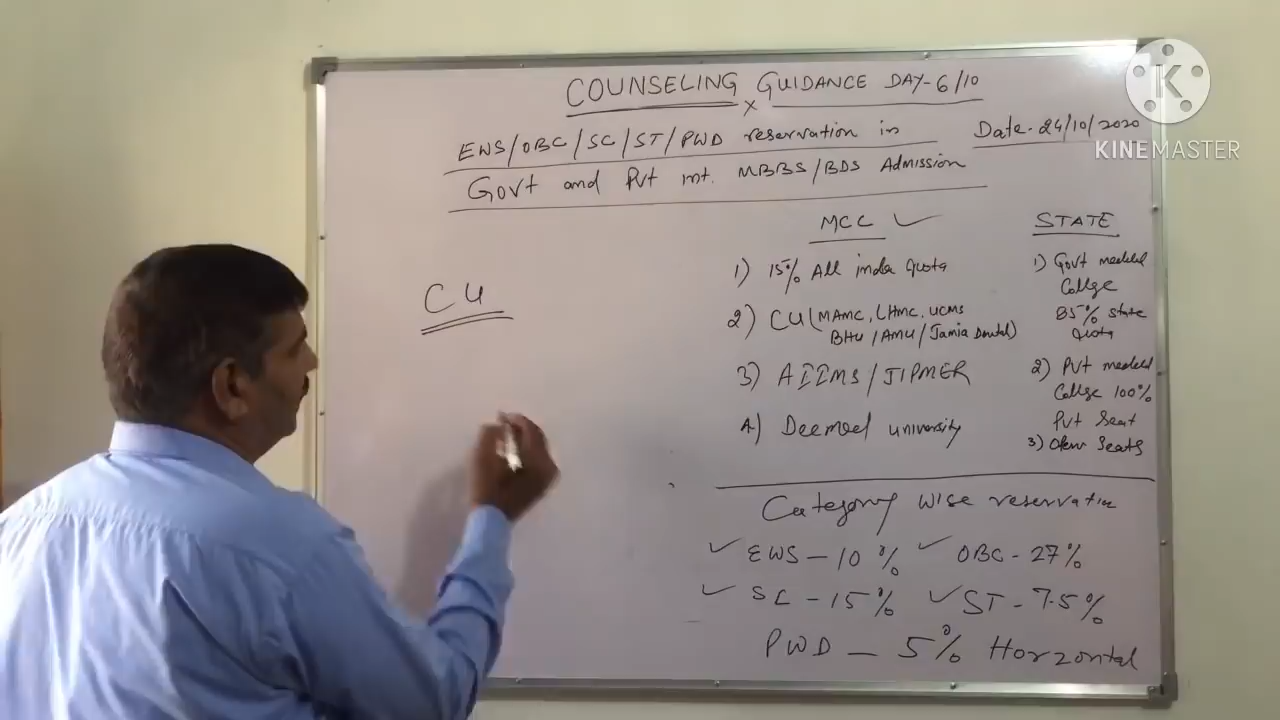 COUNSELING x GUIDANCE DAY-6/10
EWS/OBC/SC/ST/PWD reservation in
Date-24/10/2020
Govt and Pvt int. MBBS/BDS Admission
K
KINEMASTER
CU
MCC ✓
1) 15% All India Quota
2) CU (MAMC, LHMC, UCMS
BHU/AMU/Jamia Dental)
3) AIIMS/JIPMER
4) Deemed university
STATE
1) Govt medical
College
85% state
Quota
2) Pvt medical
College 100%
Pvt Seat
3) Seats
Category wise reservation
✓ EWS - 10% ✓ OBC - 27%
✓ SC - 15% ✓ ST - 7.5%
PWD - 5% Horizontal